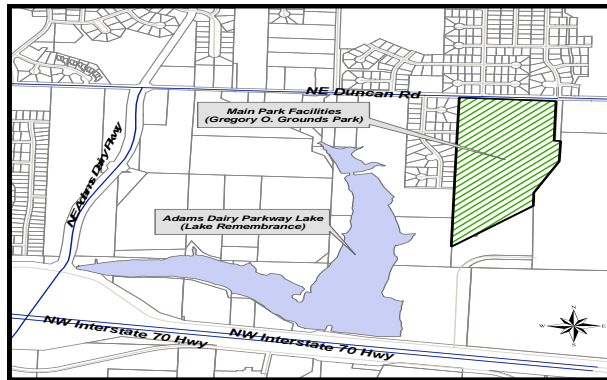 NE Duncan Rd
Main Park Facilities
(Gregory O. Grounds Park)
NE Adams Dairy Pkwy
Adams Dairy Parkway Lake
(Lake Remembrance)
N
W E
S
NW Interstate 70 Hwy
NW Interstate 70 Hwy